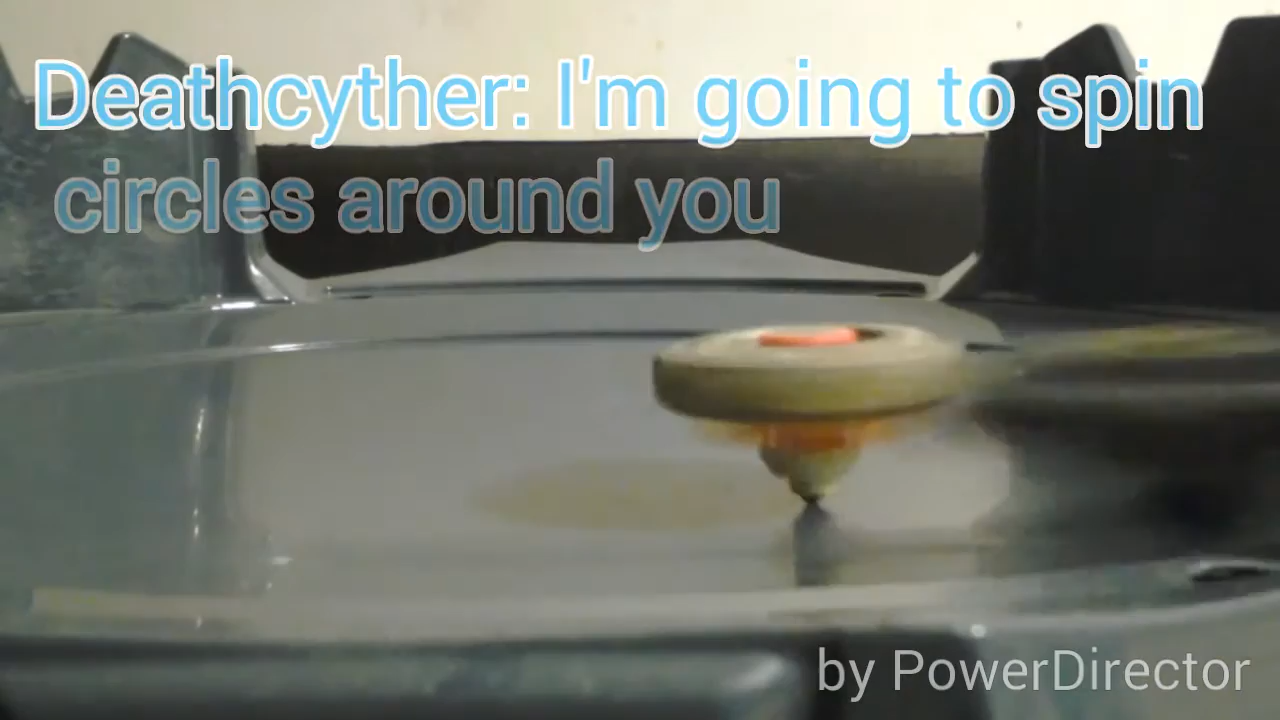 Deathcyther: I'm going to spin
circles around you
by PowerDirector